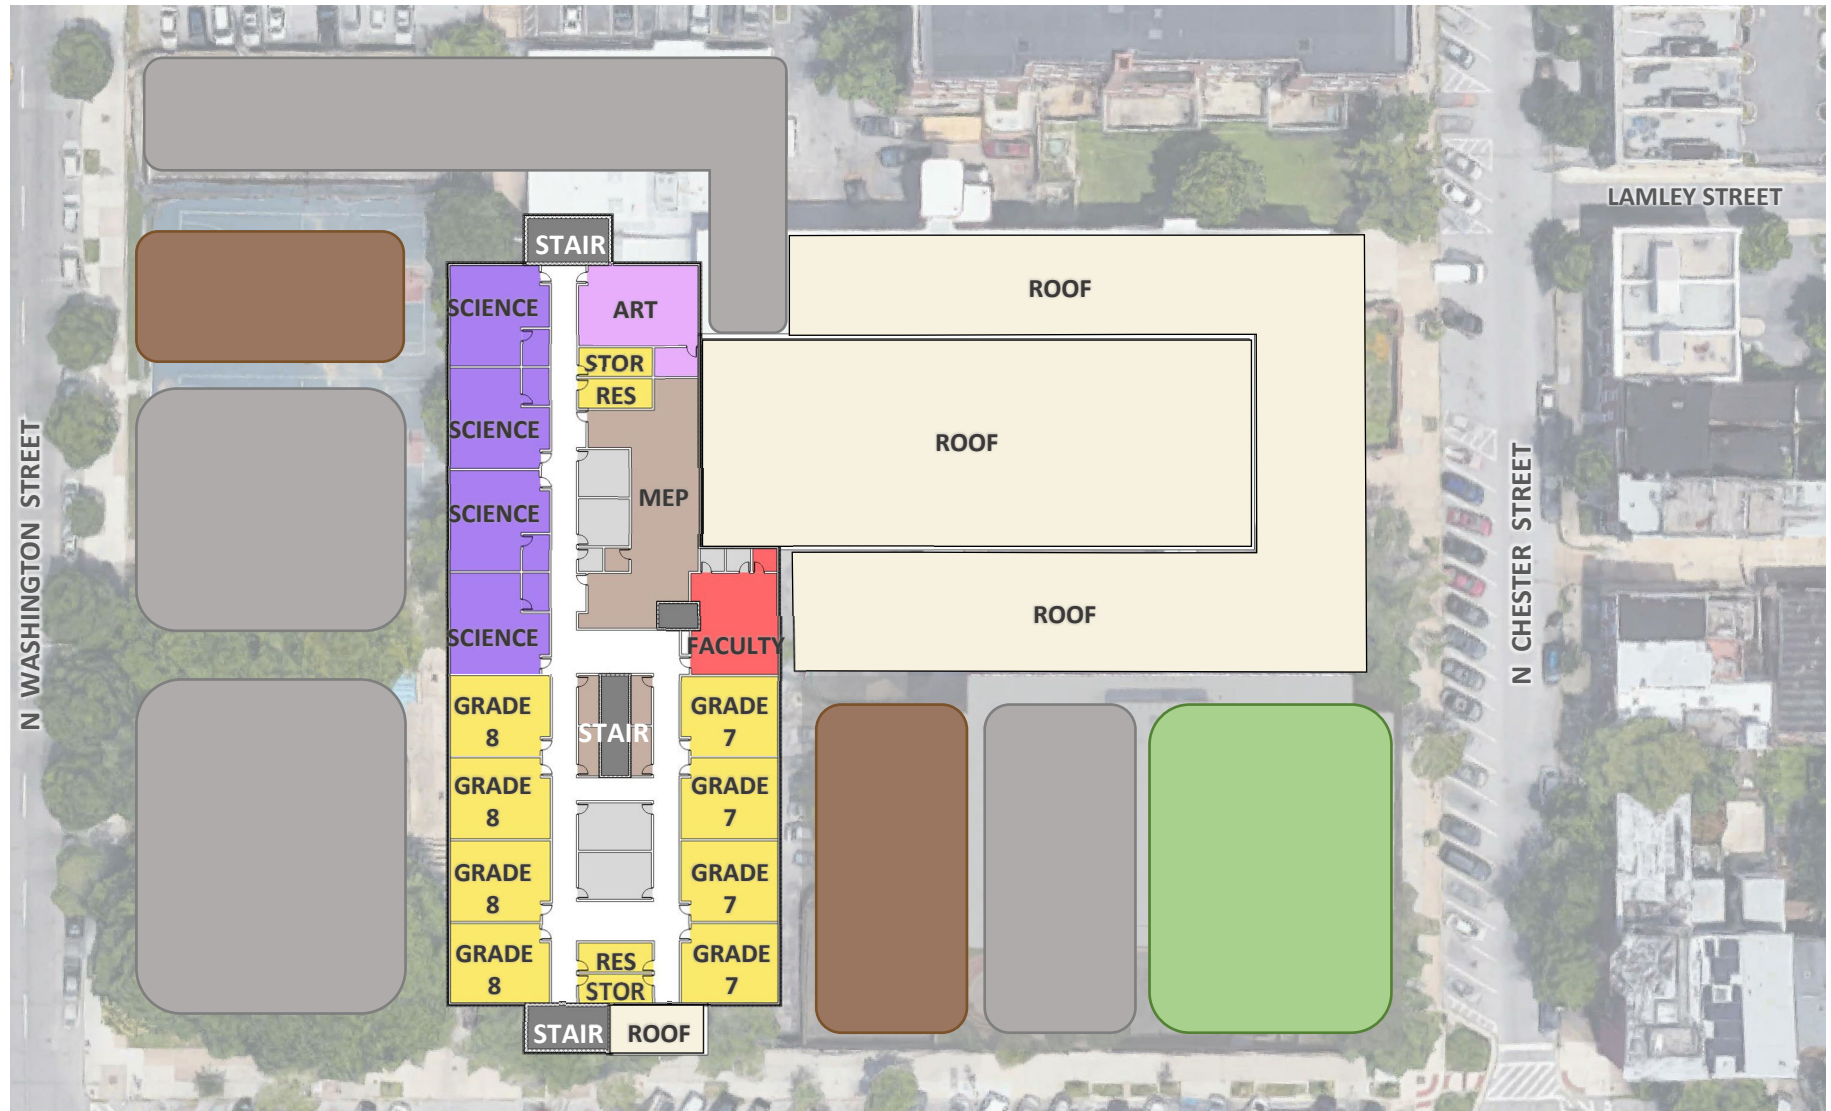 LAMLEY STREET
STAIR
SCIENCE
ART
ROOF
STOR
RES
SCIENCE
ROOF
MEP
SCIENCE
ROOF
SCIENCE
FACULTY
N WASHINGTON STREET
N CHESTER STREET
GRADE
8
STAIR
GRADE
7
GRADE
8
GRADE
7
GRADE
8
GRADE
7
GRADE
8
RES
STOR
GRADE
7
STAIR
ROOF